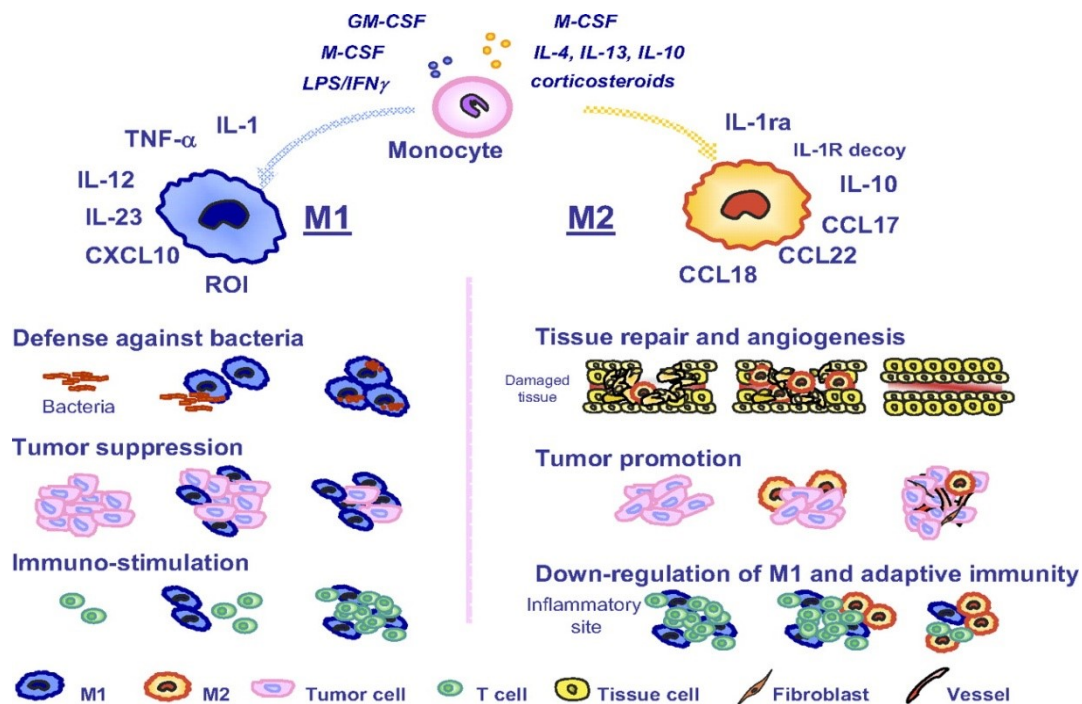 GM-CSF
M-CSF
LPS/IFNγ
M-CSF
IL-4, IL-13, IL-10
corticosteroids
Monocyte
IL-1
TNF-α
IL-12
IL-23
CXCL10
ROI
M1
M2
IL-1ra
IL-1R decoy
IL-10
CCL17
CCL22
CCL18
Defense against bacteria
Bacteria
Tumor suppression
Immuno-stimulation
Tissue repair and angiogenesis
Damaged
tissue
Tumor promotion
Down-regulation of M1 and adaptive immunity
Inflammatory
site
M1
M2
Tumor cell
T cell
Tissue cell
Fibroblast
Vessel